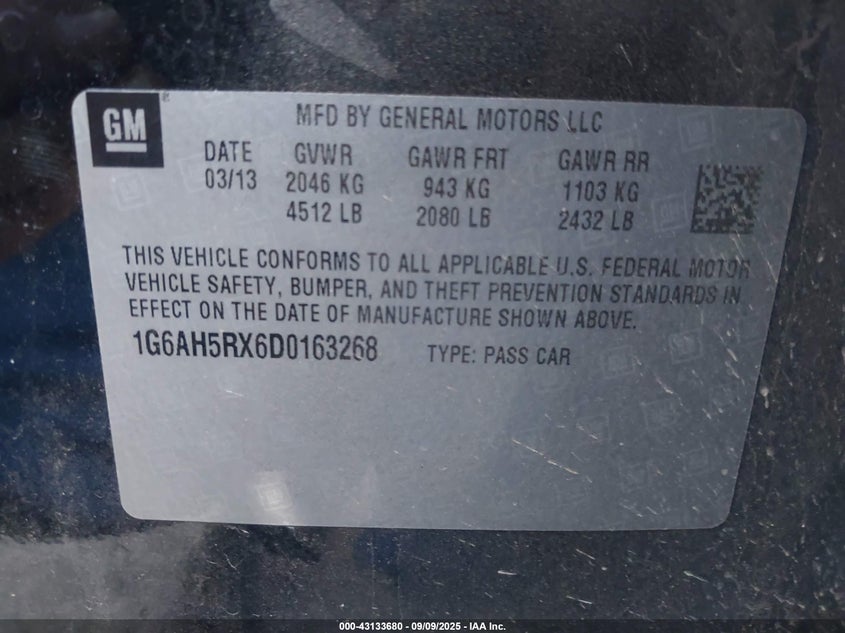 GM
MFD BY GENERAL MOTORS LLC
DATE GVWR GAWR FRT GAWR RR
03/13 2046 KG 943 KG 1103 KG
4512 LB 2080 LB 2432 LB
THIS VEHICLE CONFORMS TO ALL APPLICABLE U.S. FEDERAL MOTOR
VEHICLE SAFETY, BUMPER, AND THEFT PREVENTION STANDARDS IN
EFFECT ON THE DATE OF MANUFACTURE SHOWN ABOVE.
1G6AH5RX6D0163268 TYPE: PASS CAR
000-43133680 - 09/09/2025 - IAA Inc.